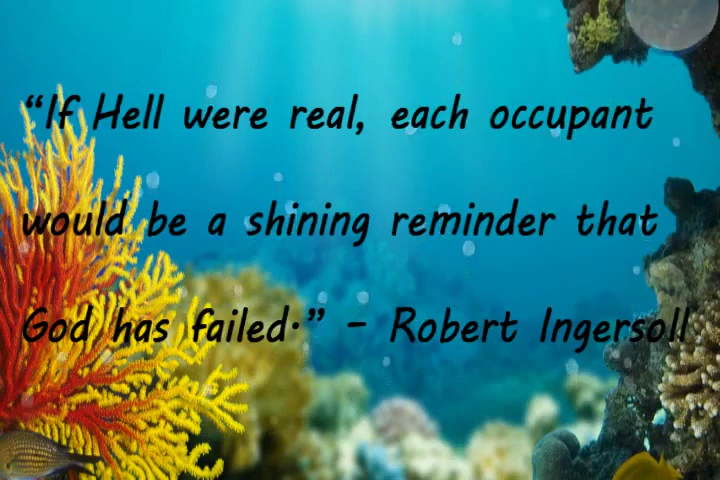 “If Hell were real, each occupant
would be a shining reminder that
God has failed.” – Robert Ingersoll